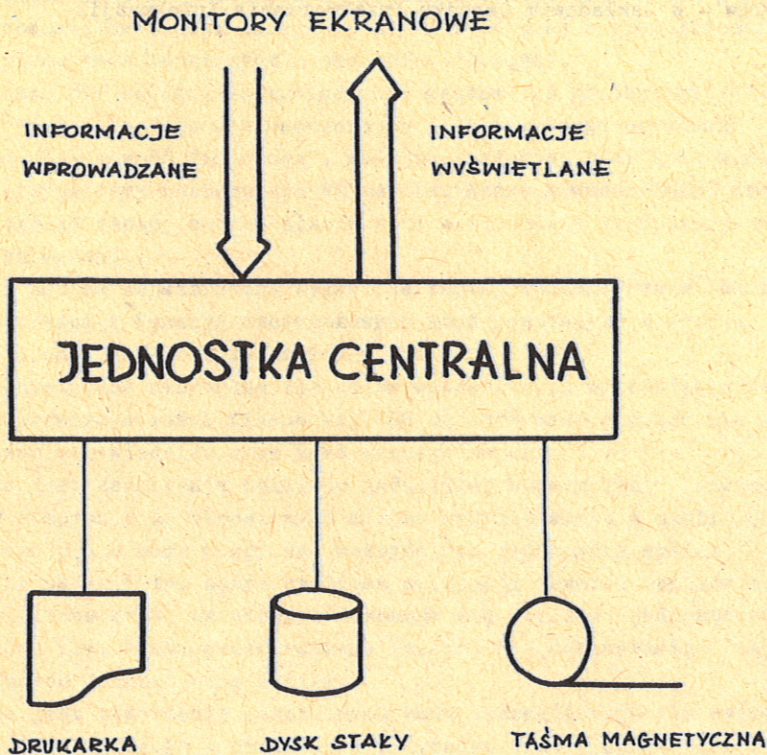 MONITORY EKRANOWE
INFORMACJE
WPROWADZANE
INFORMACJE
WYŚWIETLANE
JEDNOSTKA CENTRALNA
DRUKARKA
DYSK STAŁY
TAŚMA MAGNETYCZNA